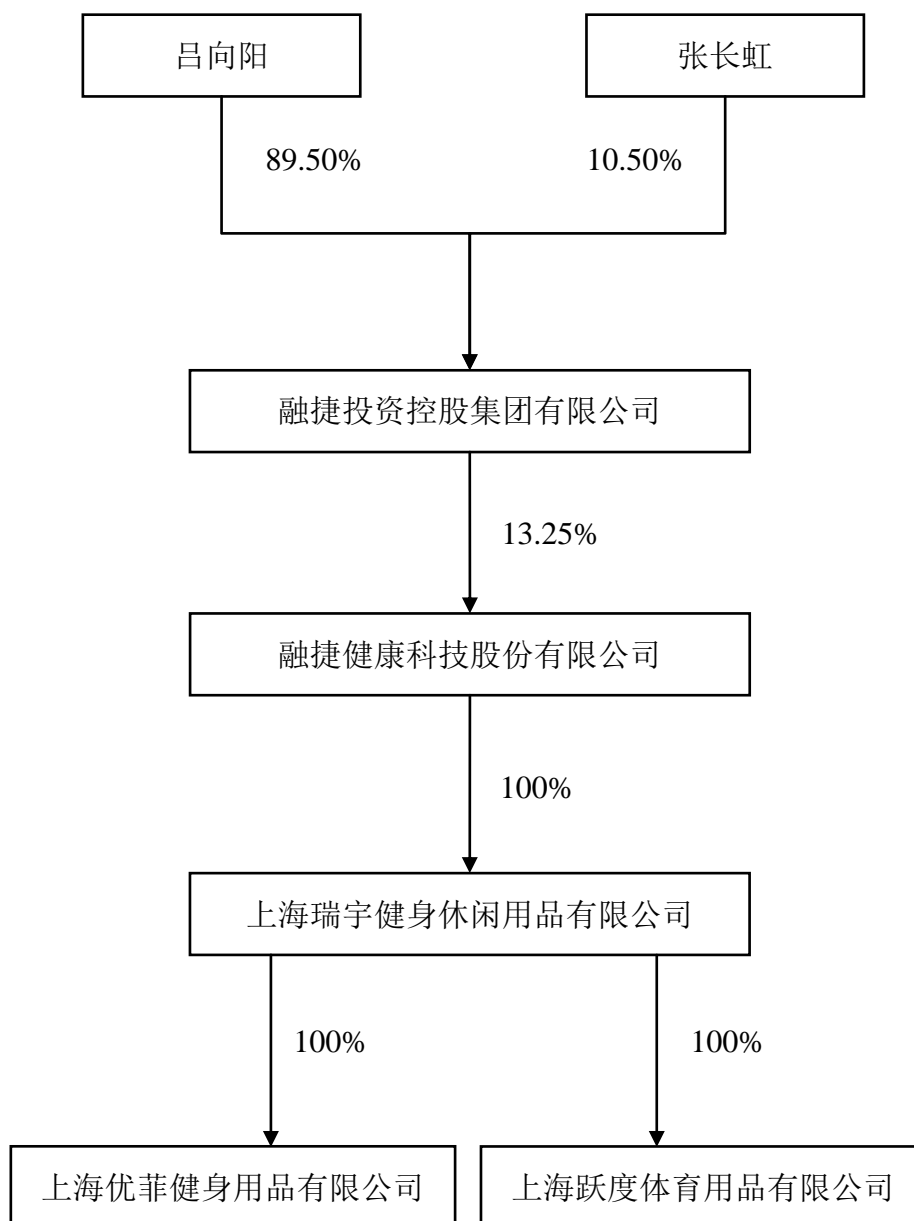 吕向阳
张长虹
89.50%
10.50%
融捷投资控股集团有限公司
13.25%
融捷健康科技股份有限公司
100%
上海瑞宇健身休闲用品有限公司
100%
100%
上海优菲健身用品有限公司
上海跃度体育用品有限公司